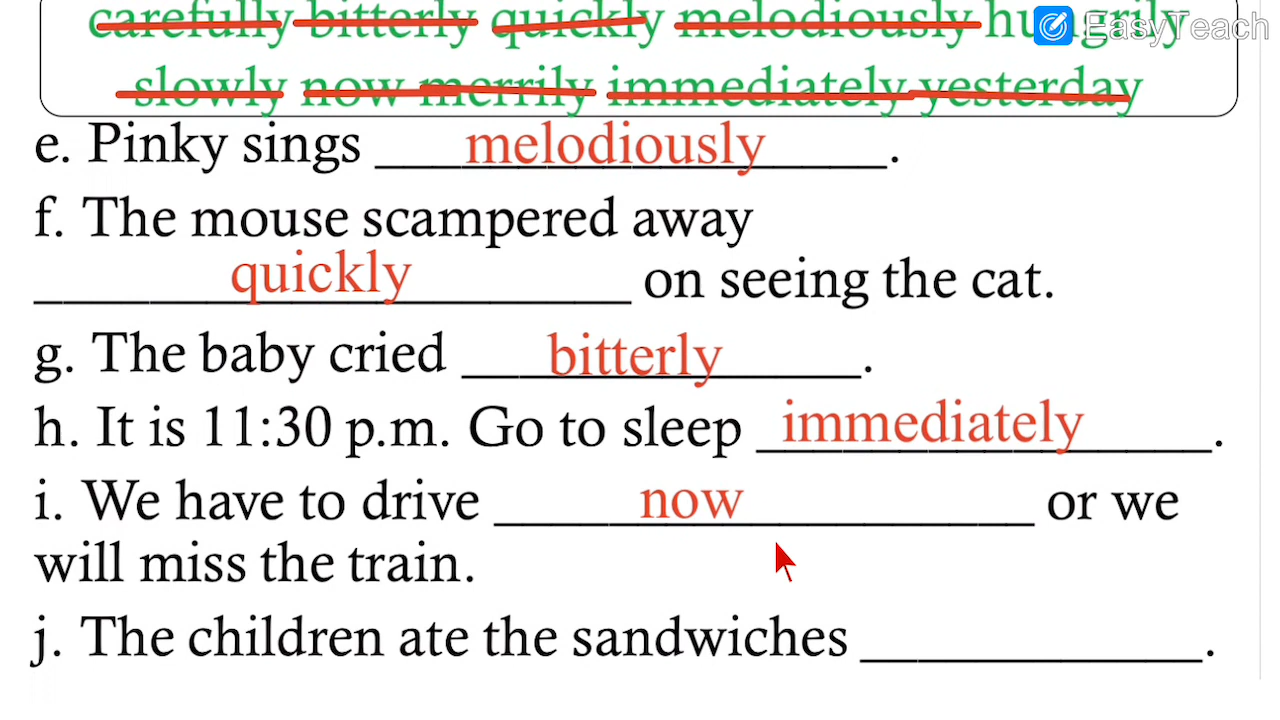 carefully bitterly quickly melodiously hungrily
EasyTeach
slowly now merrily immediately yesterday
e. Pinky sings melodiously.
f. The mouse scampered away
quickly on seeing the cat.
g. The baby cried bitterly.
h. It is 11:30 p.m. Go to sleep immediately.
i. We have to drive now or we
will miss the train.
j. The children ate the sandwiches ____________.